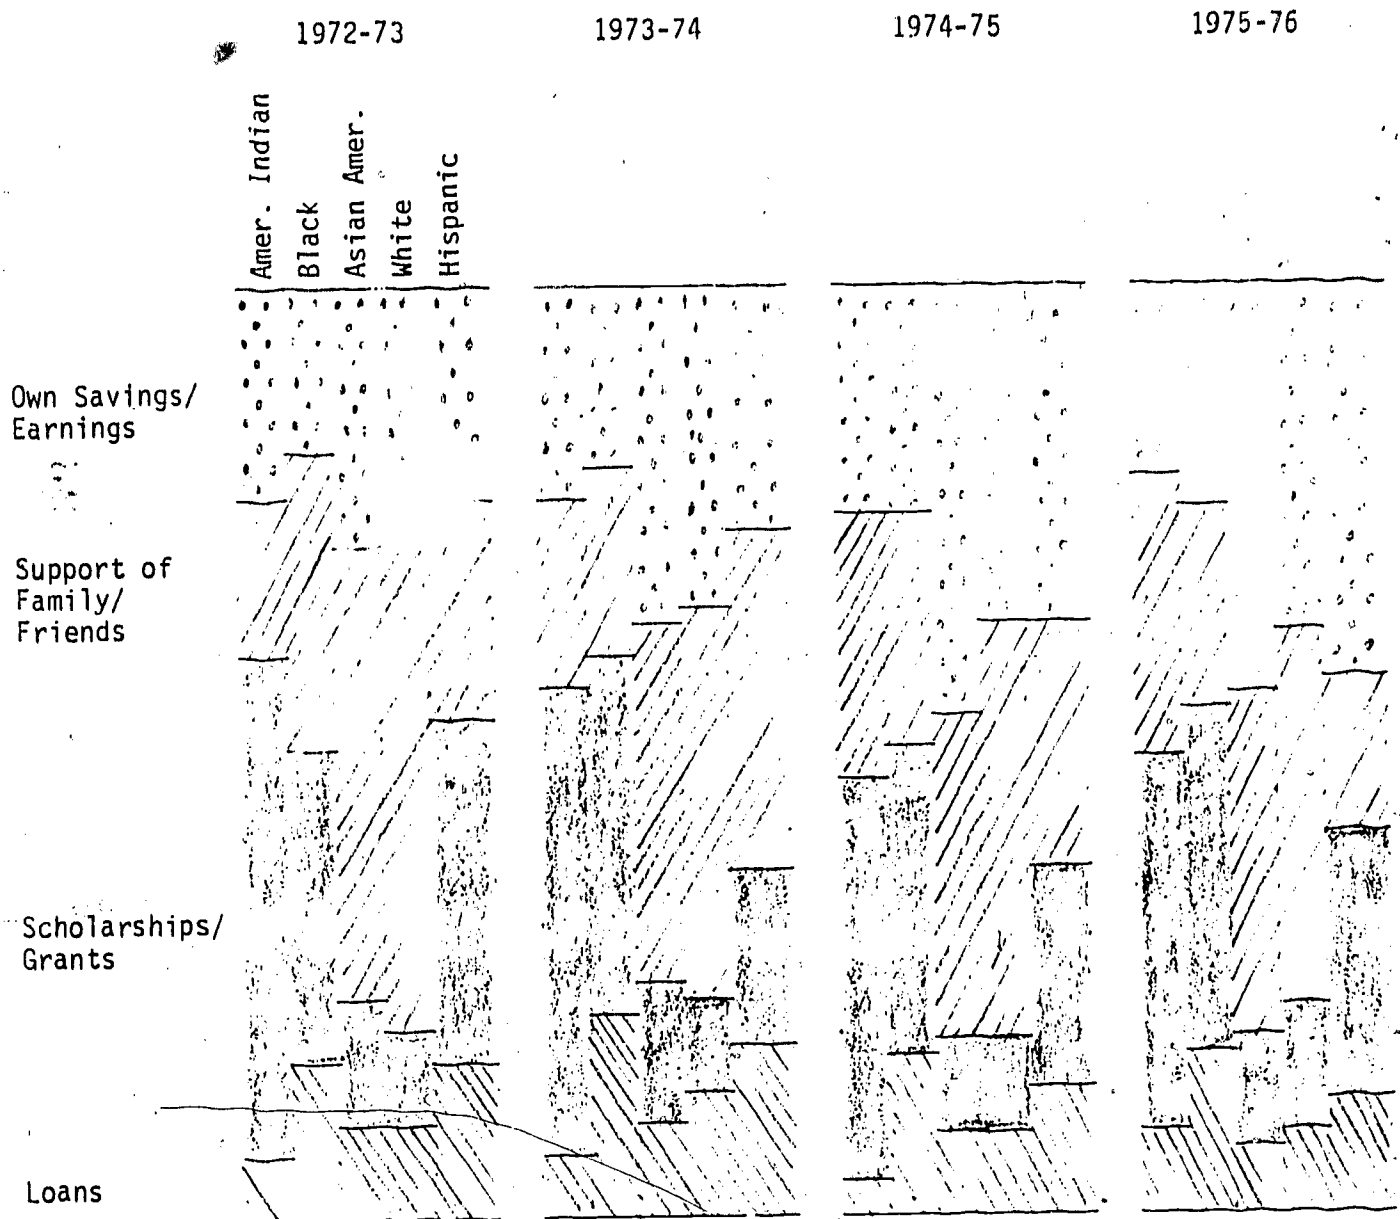 1972-73 1973-74 1974-75 1975-76
Amer. Indian
Black
Asian Amer.
White
Hispanic
Own Savings/
Earnings
Support of
Family/
Friends
Scholarships/
Grants
Loans